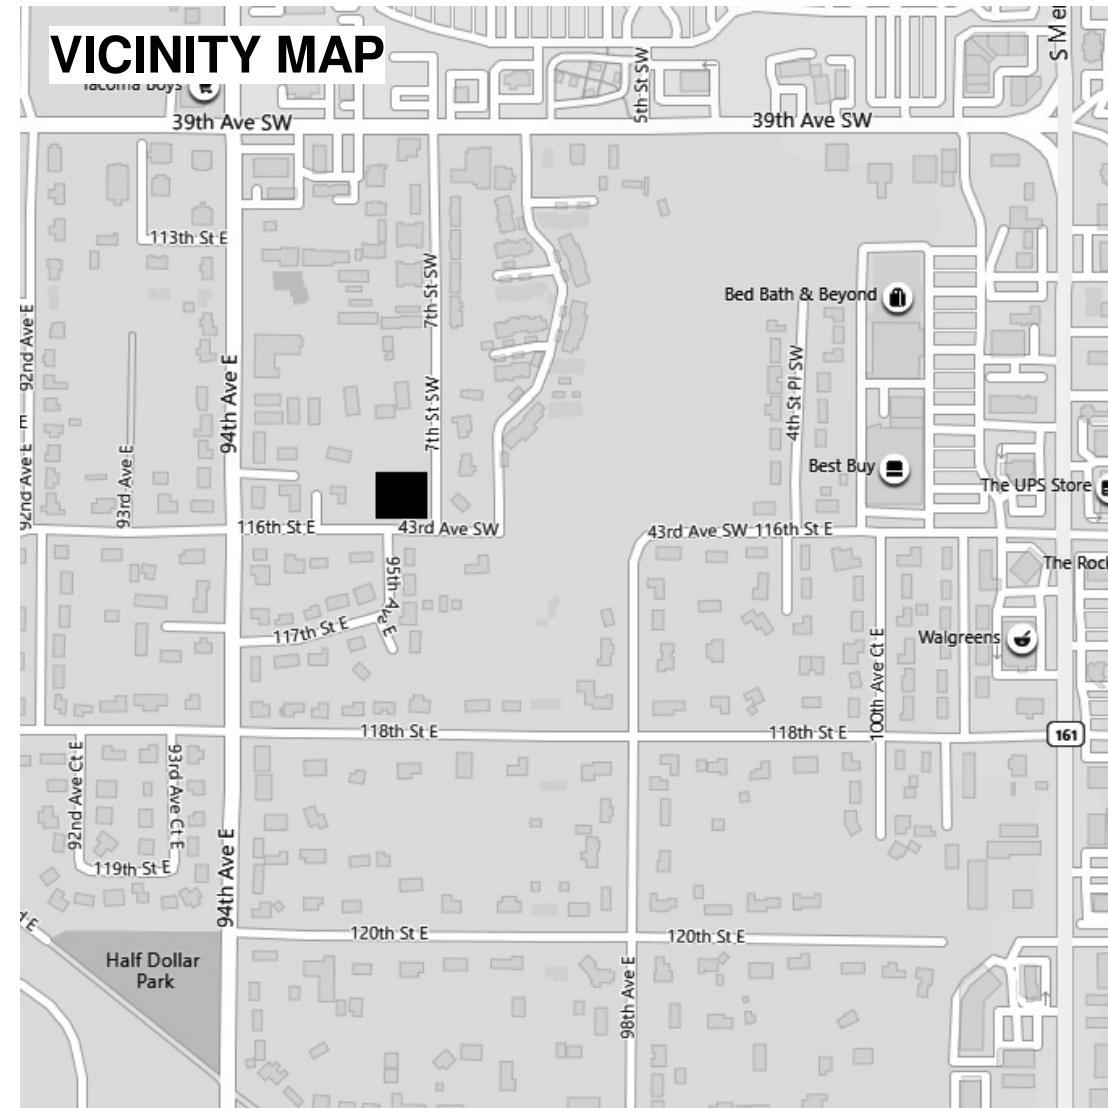 VICINITY MAP
S Mer
Tacoma Boys
5th St SW
39th Ave SW
39th Ave SW
113th St E
7th St SW
Bed Bath & Beyond
92nd Ave E
94th Ave E
7th St SW
4th St Pl SW
E
92nd Ave E
93rd Ave E
Best Buy
The UPS Store
116th St E
43rd Ave SW
43rd Ave SW
116th St E
The Rock
95th Ave E
117th St E
100th Ave Ct E
Walgreens
118th St E
118th St E
161
92nd Ave Ct E
93rd Ave Ct E
94th Ave E
119th St E
d E
120th St E
120th St E
Half Dollar
Park
98th Ave E